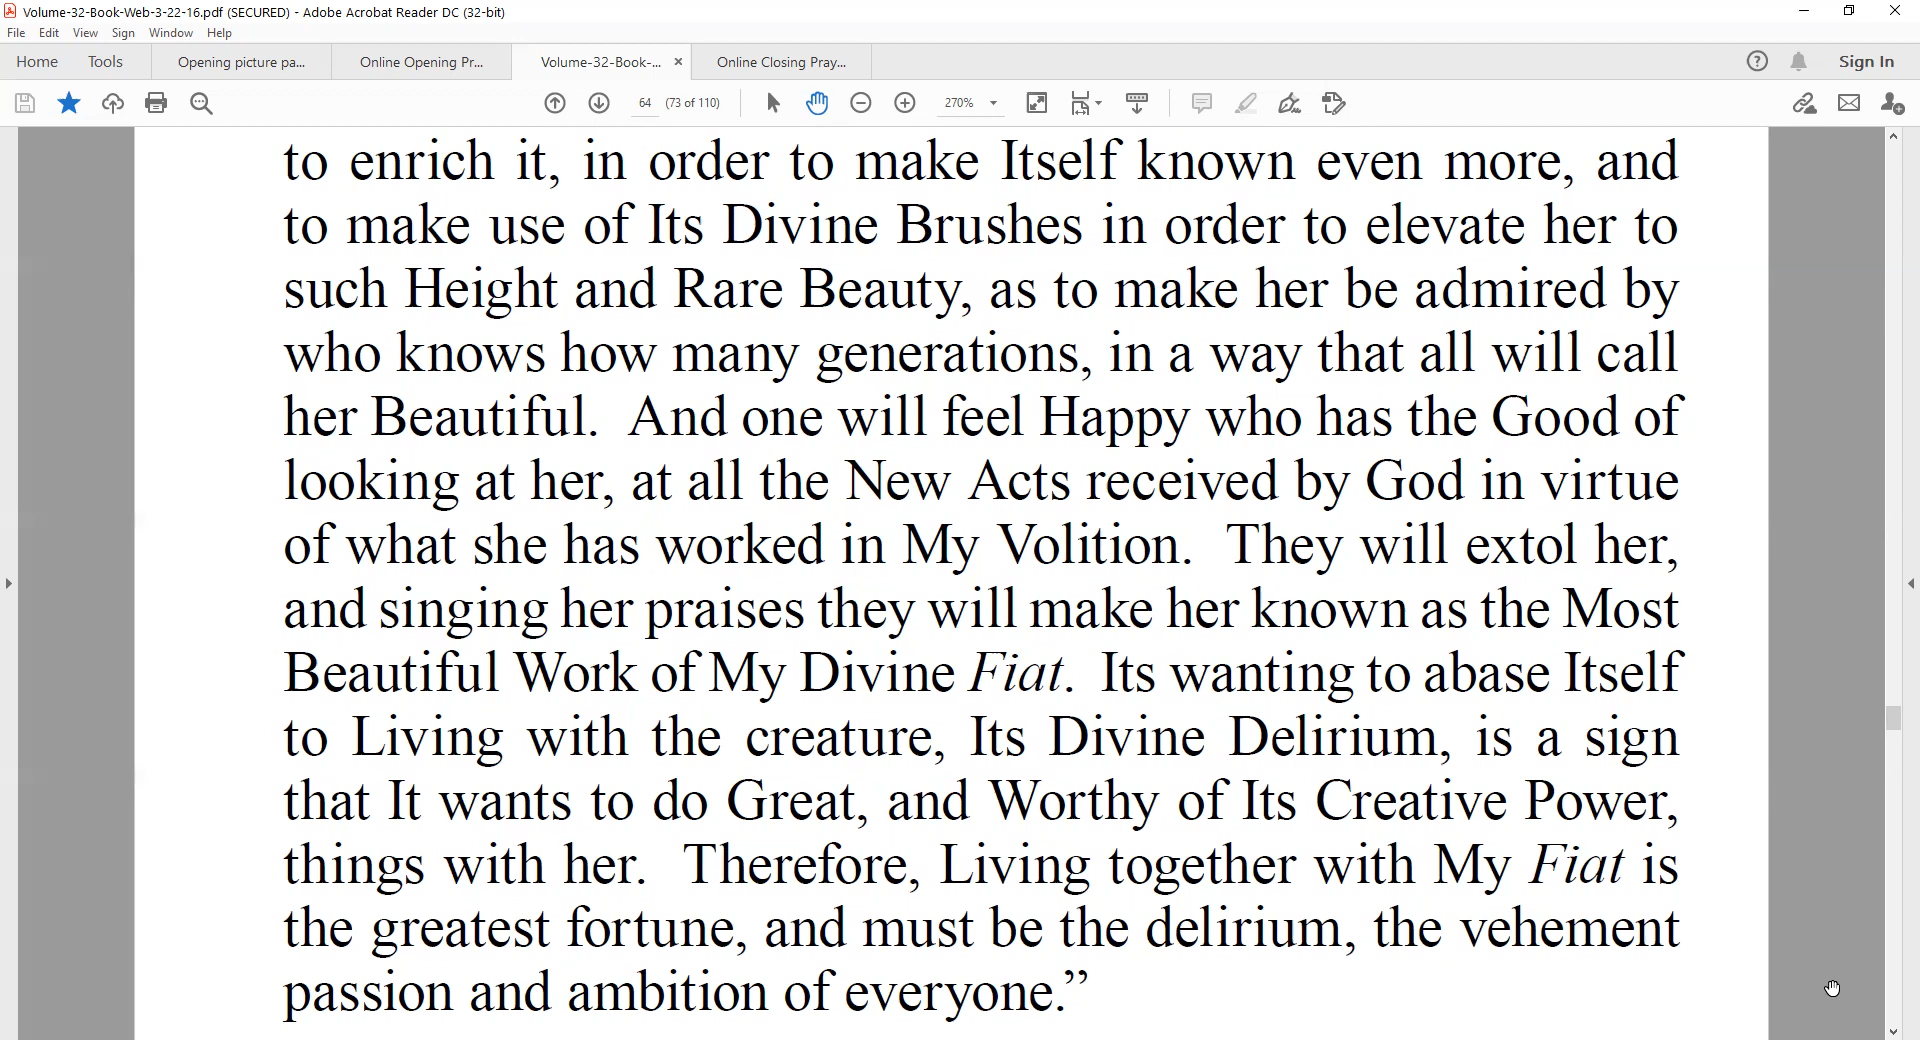 Volume-32-Book-Web-3-22-16.pdf (SECURED) - Adobe Acrobat Reader DC (32-bit)
File Edit View Sign Window Help
Home Tools Opening picture pa... Online Opening Pr... Volume-32-Book-... × Online Closing Pray... Sign In
64 (73 of 110) 270%
to enrich it, in order to make Itself known even more, and
to make use of Its Divine Brushes in order to elevate her to
such Height and Rare Beauty, as to make her be admired by
who knows how many generations, in a way that all will call
her Beautiful. And one will feel Happy who has the Good of
looking at her, at all the New Acts received by God in virtue
of what she has worked in My Volition. They will extol her,
and singing her praises they will make her known as the Most
Beautiful Work of My Divine Fiat. Its wanting to abase Itself
to Living with the creature, Its Divine Delirium, is a sign
that It wants to do Great, and Worthy of Its Creative Power,
things with her. Therefore, Living together with My Fiat is
the greatest fortune, and must be the delirium, the vehement
passion and ambition of everyone.”